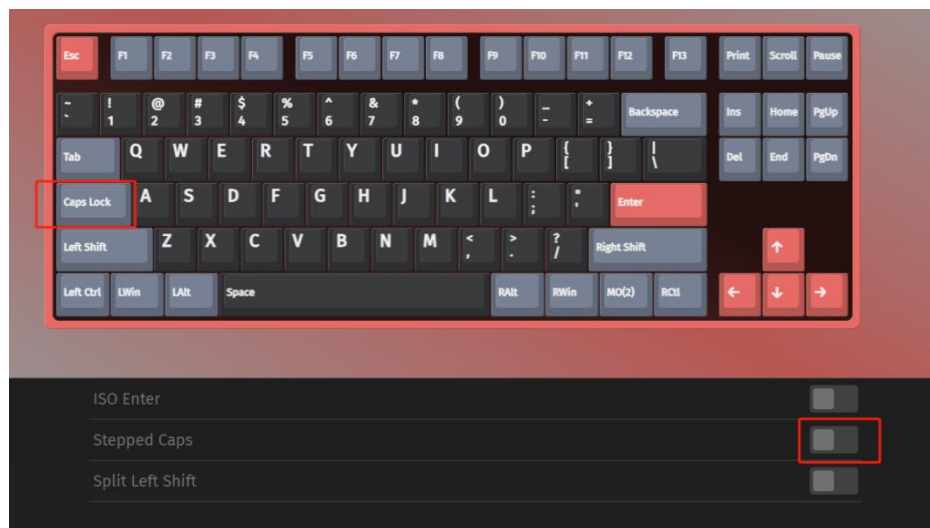 Esc F1 F2 F3 F4 F5 F6 F7 F8 F9 F10 F11 F12 F13 Print Scroll Pause
~ ! @ # $ % ^ & * ( ) _ +
` 1 2 3 4 5 6 7 8 9 0 - = Backspace Ins Home PgUp
Tab Q W E R T Y U I O P { } | Del End PgDn
[ ] \
Caps Lock A S D F G H J K L : " Enter
; '
Left Shift Z X C V B N M < > ? Right Shift ↑
, . /
Left Ctrl LWin LAlt Space RAlt RWin MO(2) RCtl ← ↓ →
ISO Enter
Stepped Caps
Split Left Shift